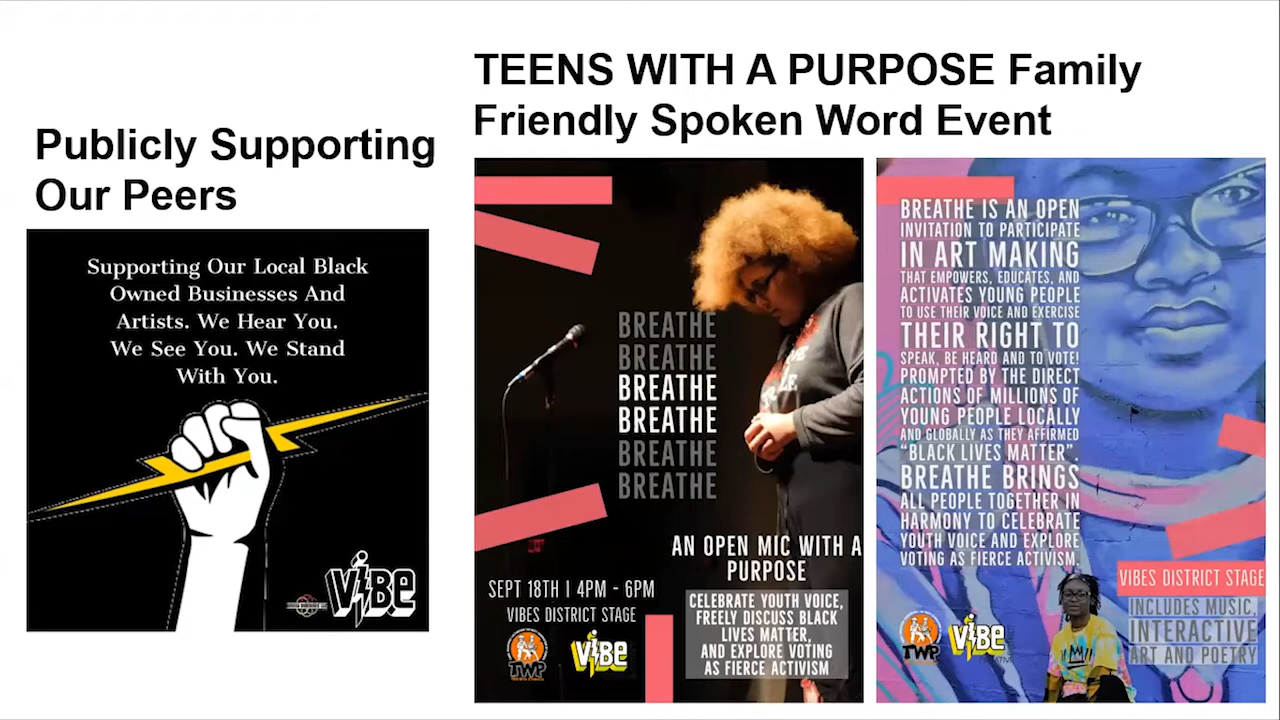 TEENS WITH A PURPOSE Family
Friendly Spoken Word Event
Publicly Supporting
Our Peers
Supporting Our Local Black
Owned Businesses And
Artists. We Hear You.
We See You. We Stand
With You.
ViBe
BREATHE
BREATHE
BREATHE
BREATHE
BREATHE
BREATHE
AN OPEN MIC WITH A
PURPOSE
SEPT 18TH | 4PM - 6PM
VIBES DISTRICT STAGE
CELEBRATE YOUTH VOICE,
FREELY DISCUSS BLACK
LIVES MATTER,
AND EXPLORE VOTING
AS FIERCE ACTIVISM
TWP
ViBe
BREATHE IS AN OPEN
INVITATION TO PARTICIPATE
IN ART MAKING
THAT EMPOWERS, EDUCATES, AND
ACTIVATES YOUNG PEOPLE
TO USE THEIR VOICE AND EXERCISE
THEIR RIGHT TO
SPEAK, BE HEARD AND TO VOTE!
PROMPTED BY THE DIRECT
ACTIONS OF MILLIONS OF
YOUNG PEOPLE LOCALLY
AND GLOBALLY AS THEY AFFIRMED
“BLACK LIVES MATTER”.
BREATHE BRINGS
ALL PEOPLE TOGETHER IN
HARMONY TO CELEBRATE
YOUTH VOICE AND EXPLORE
VOTING AS FIERCE ACTIVISM.
VIBES DISTRICT STAGE
INCLUDES MUSIC,
INTERACTIVE
ART AND POETRY
TWP
ViBe